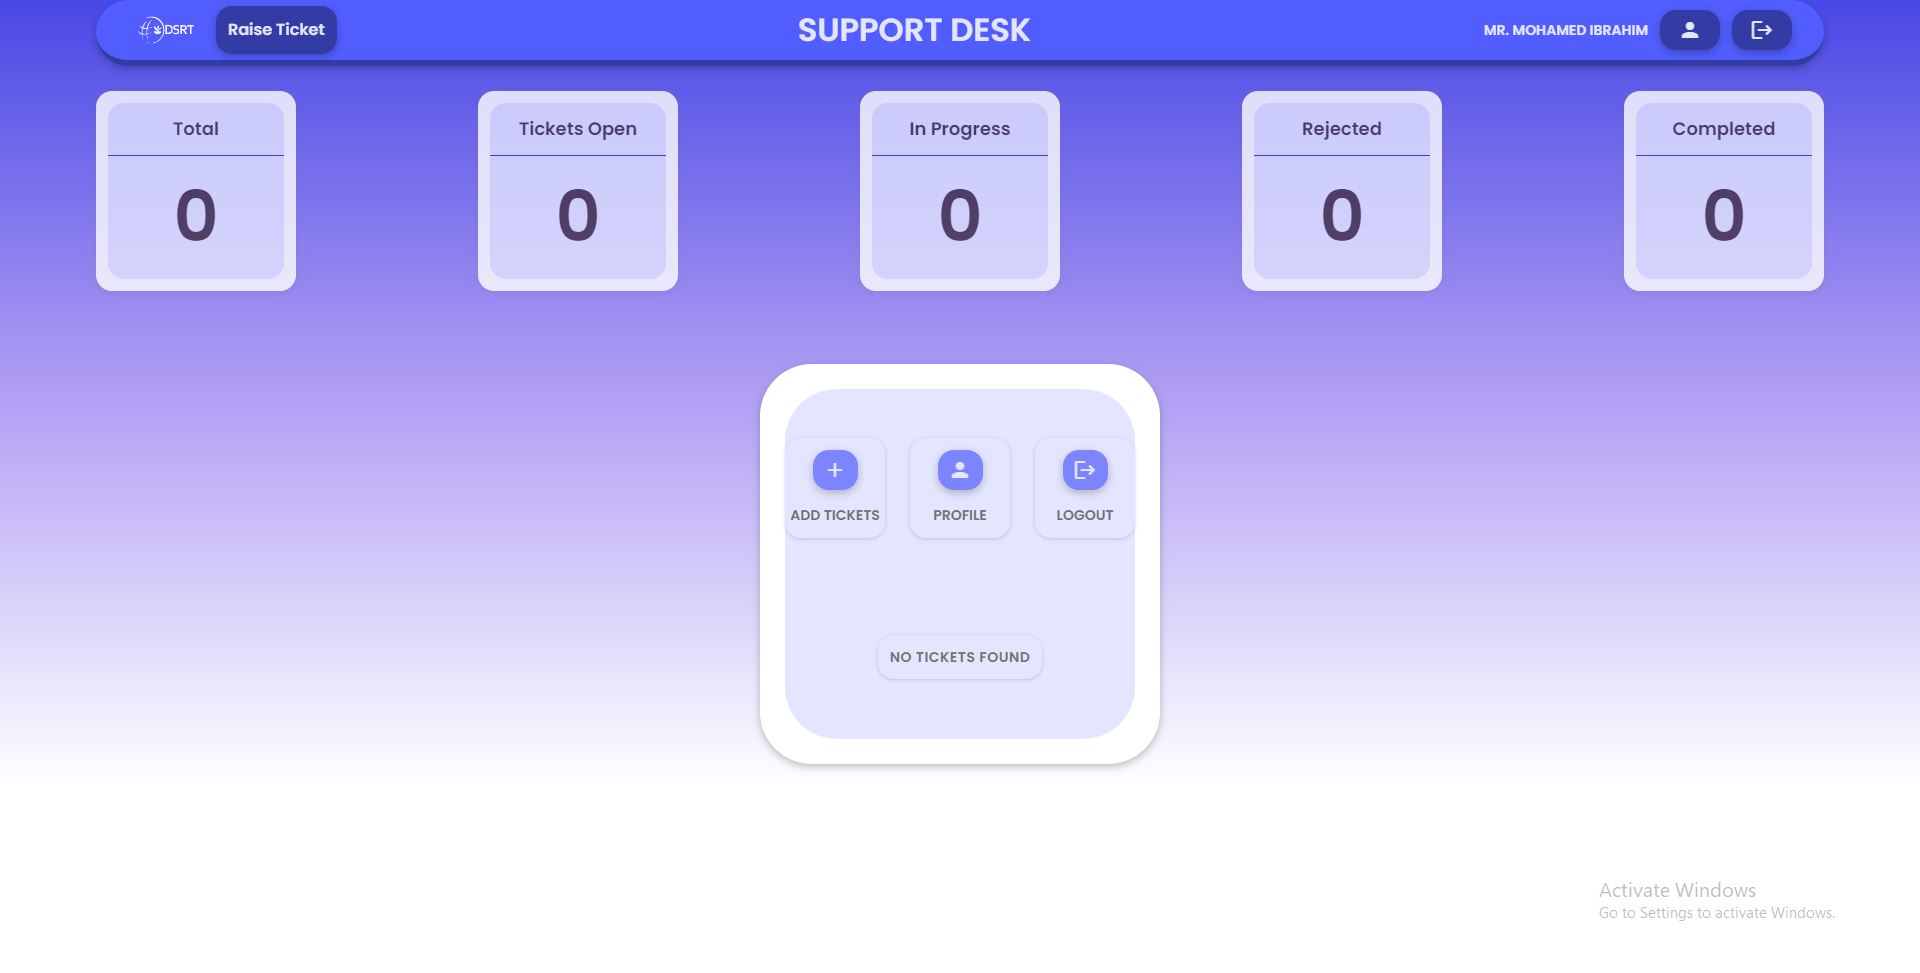 DSRT
Raise Ticket
SUPPORT DESK
MR. MOHAMED IBRAHIM
Total
Tickets Open
In Progress
Rejected
Completed
0
0
0
0
0
ADD TICKETS
PROFILE
LOGOUT
NO TICKETS FOUND
Activate Windows
Go to Settings to activate Windows.